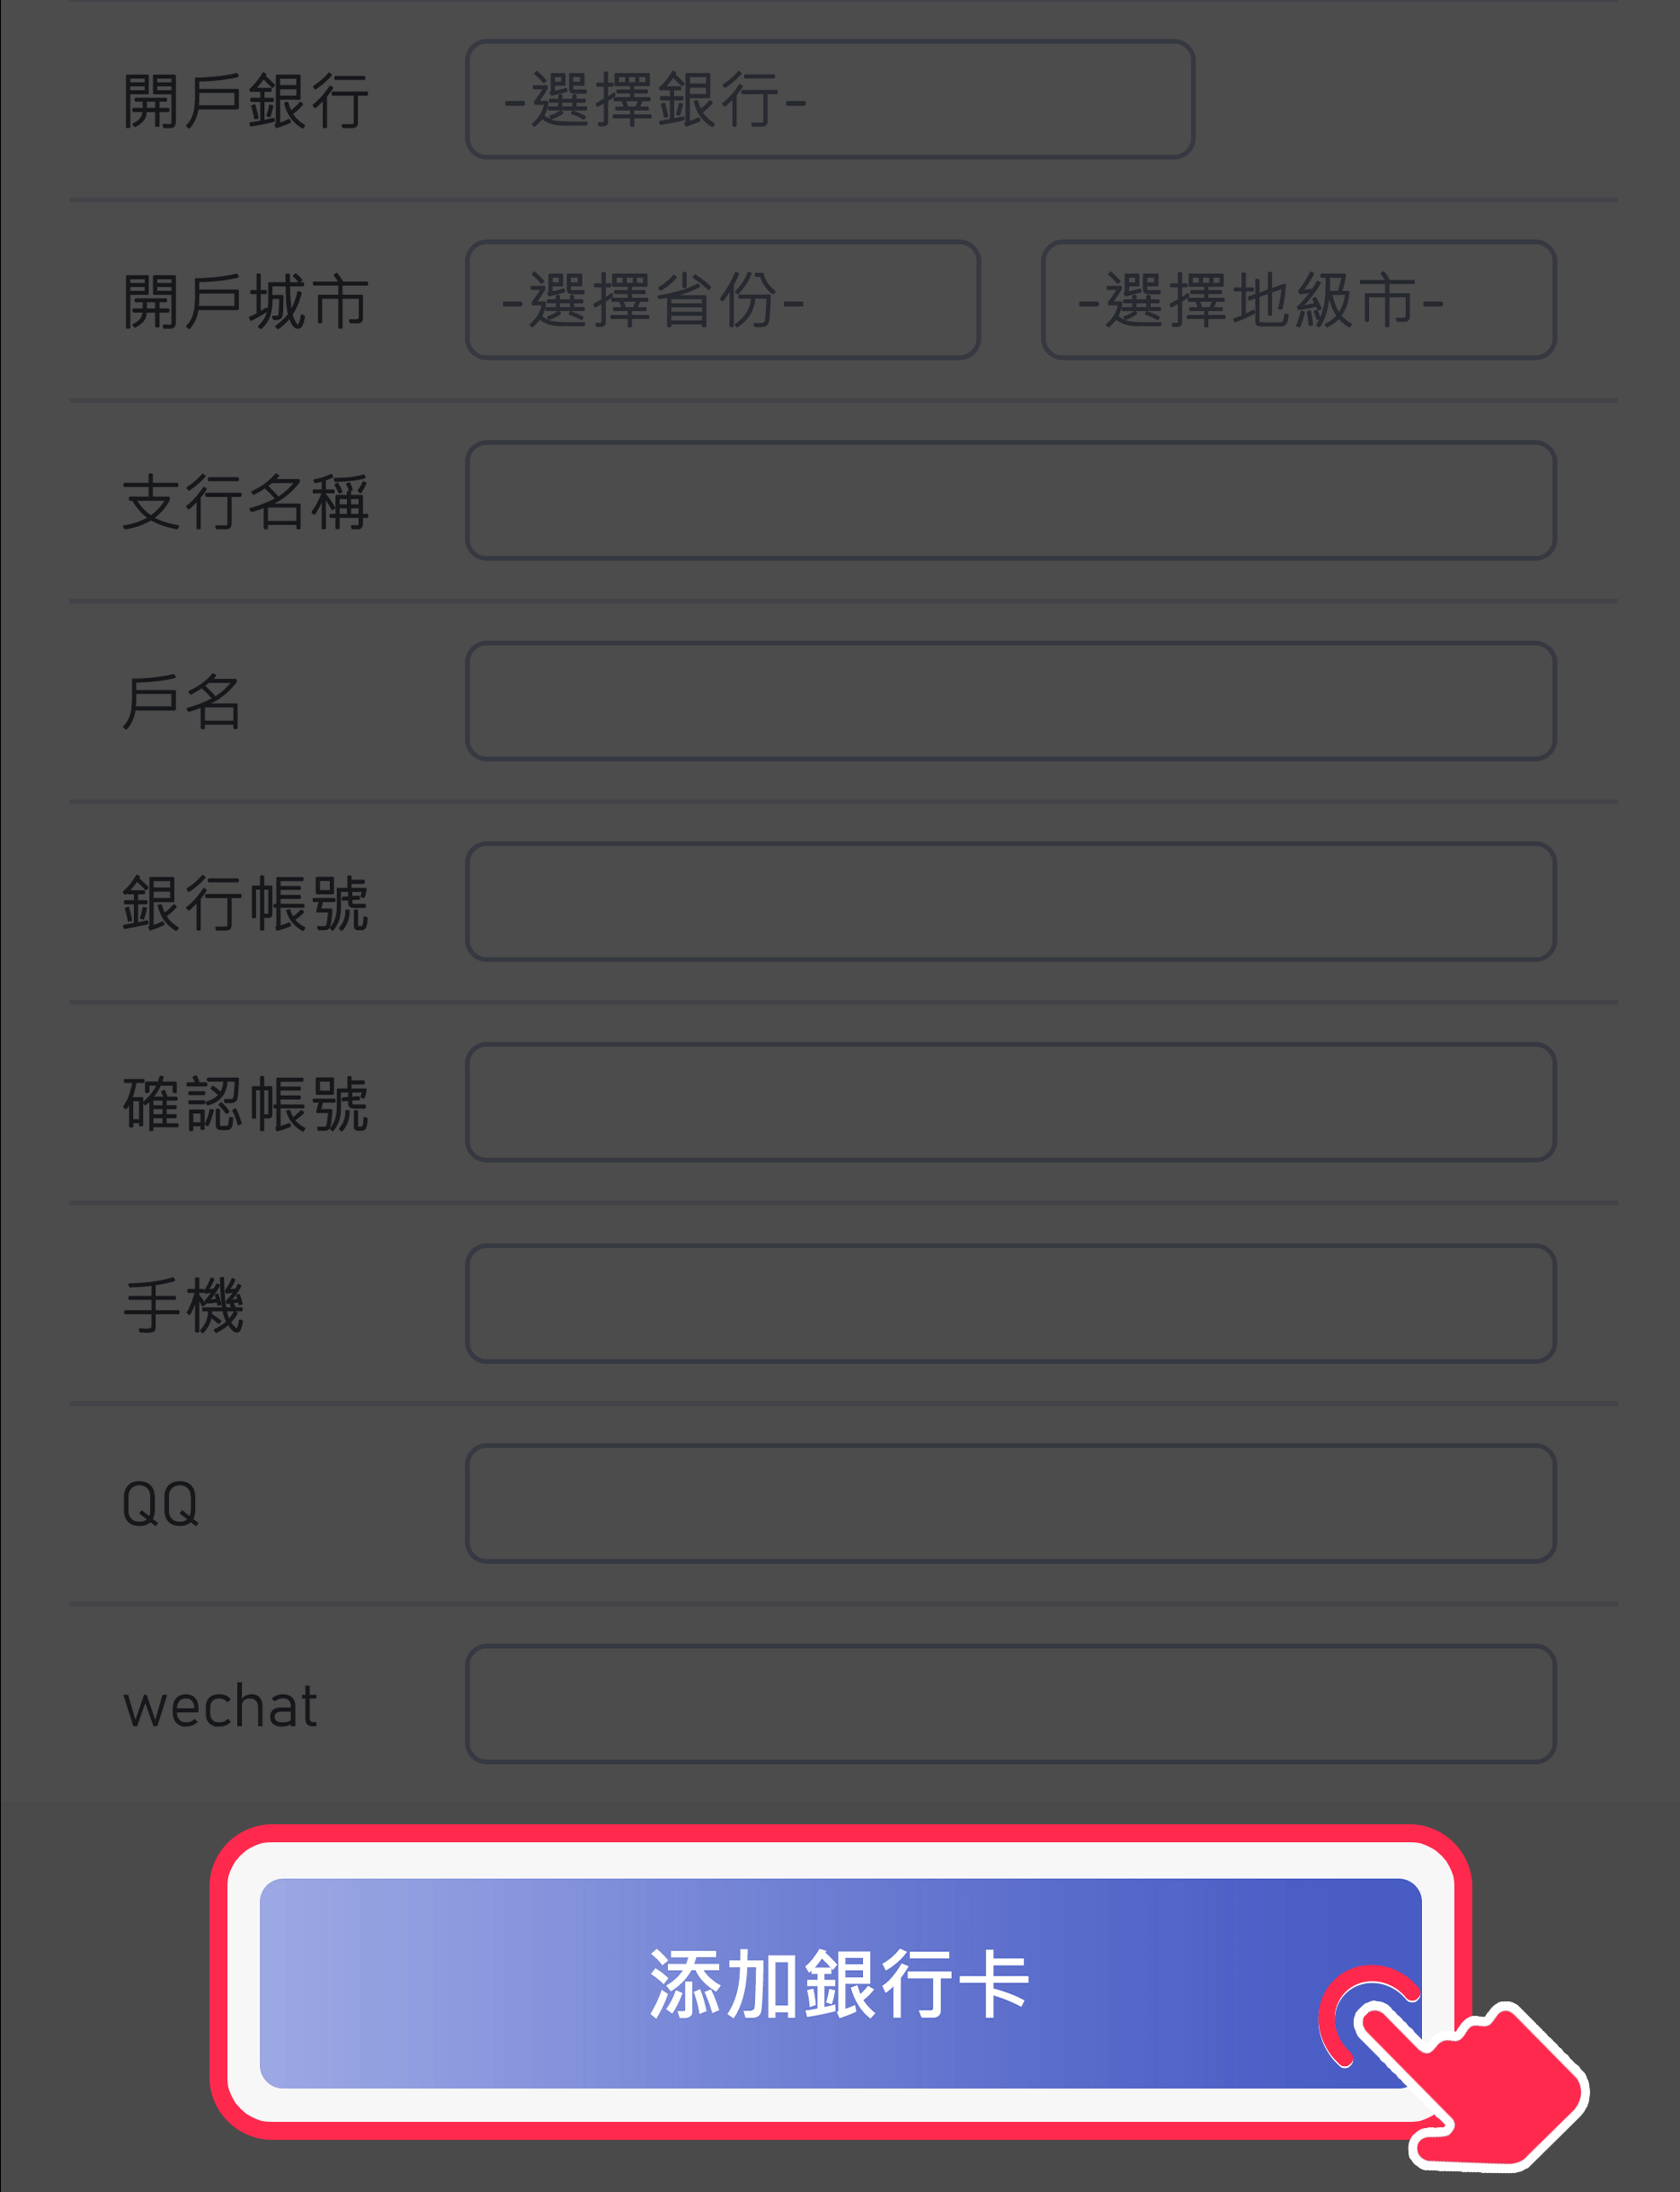 開戶銀行 -選擇銀行-
開戶城市 -選擇省份- -選擇地级市-
支行名稱
戶名
銀行帳號
確認帳號
手機
QQ
wechat
添加銀行卡